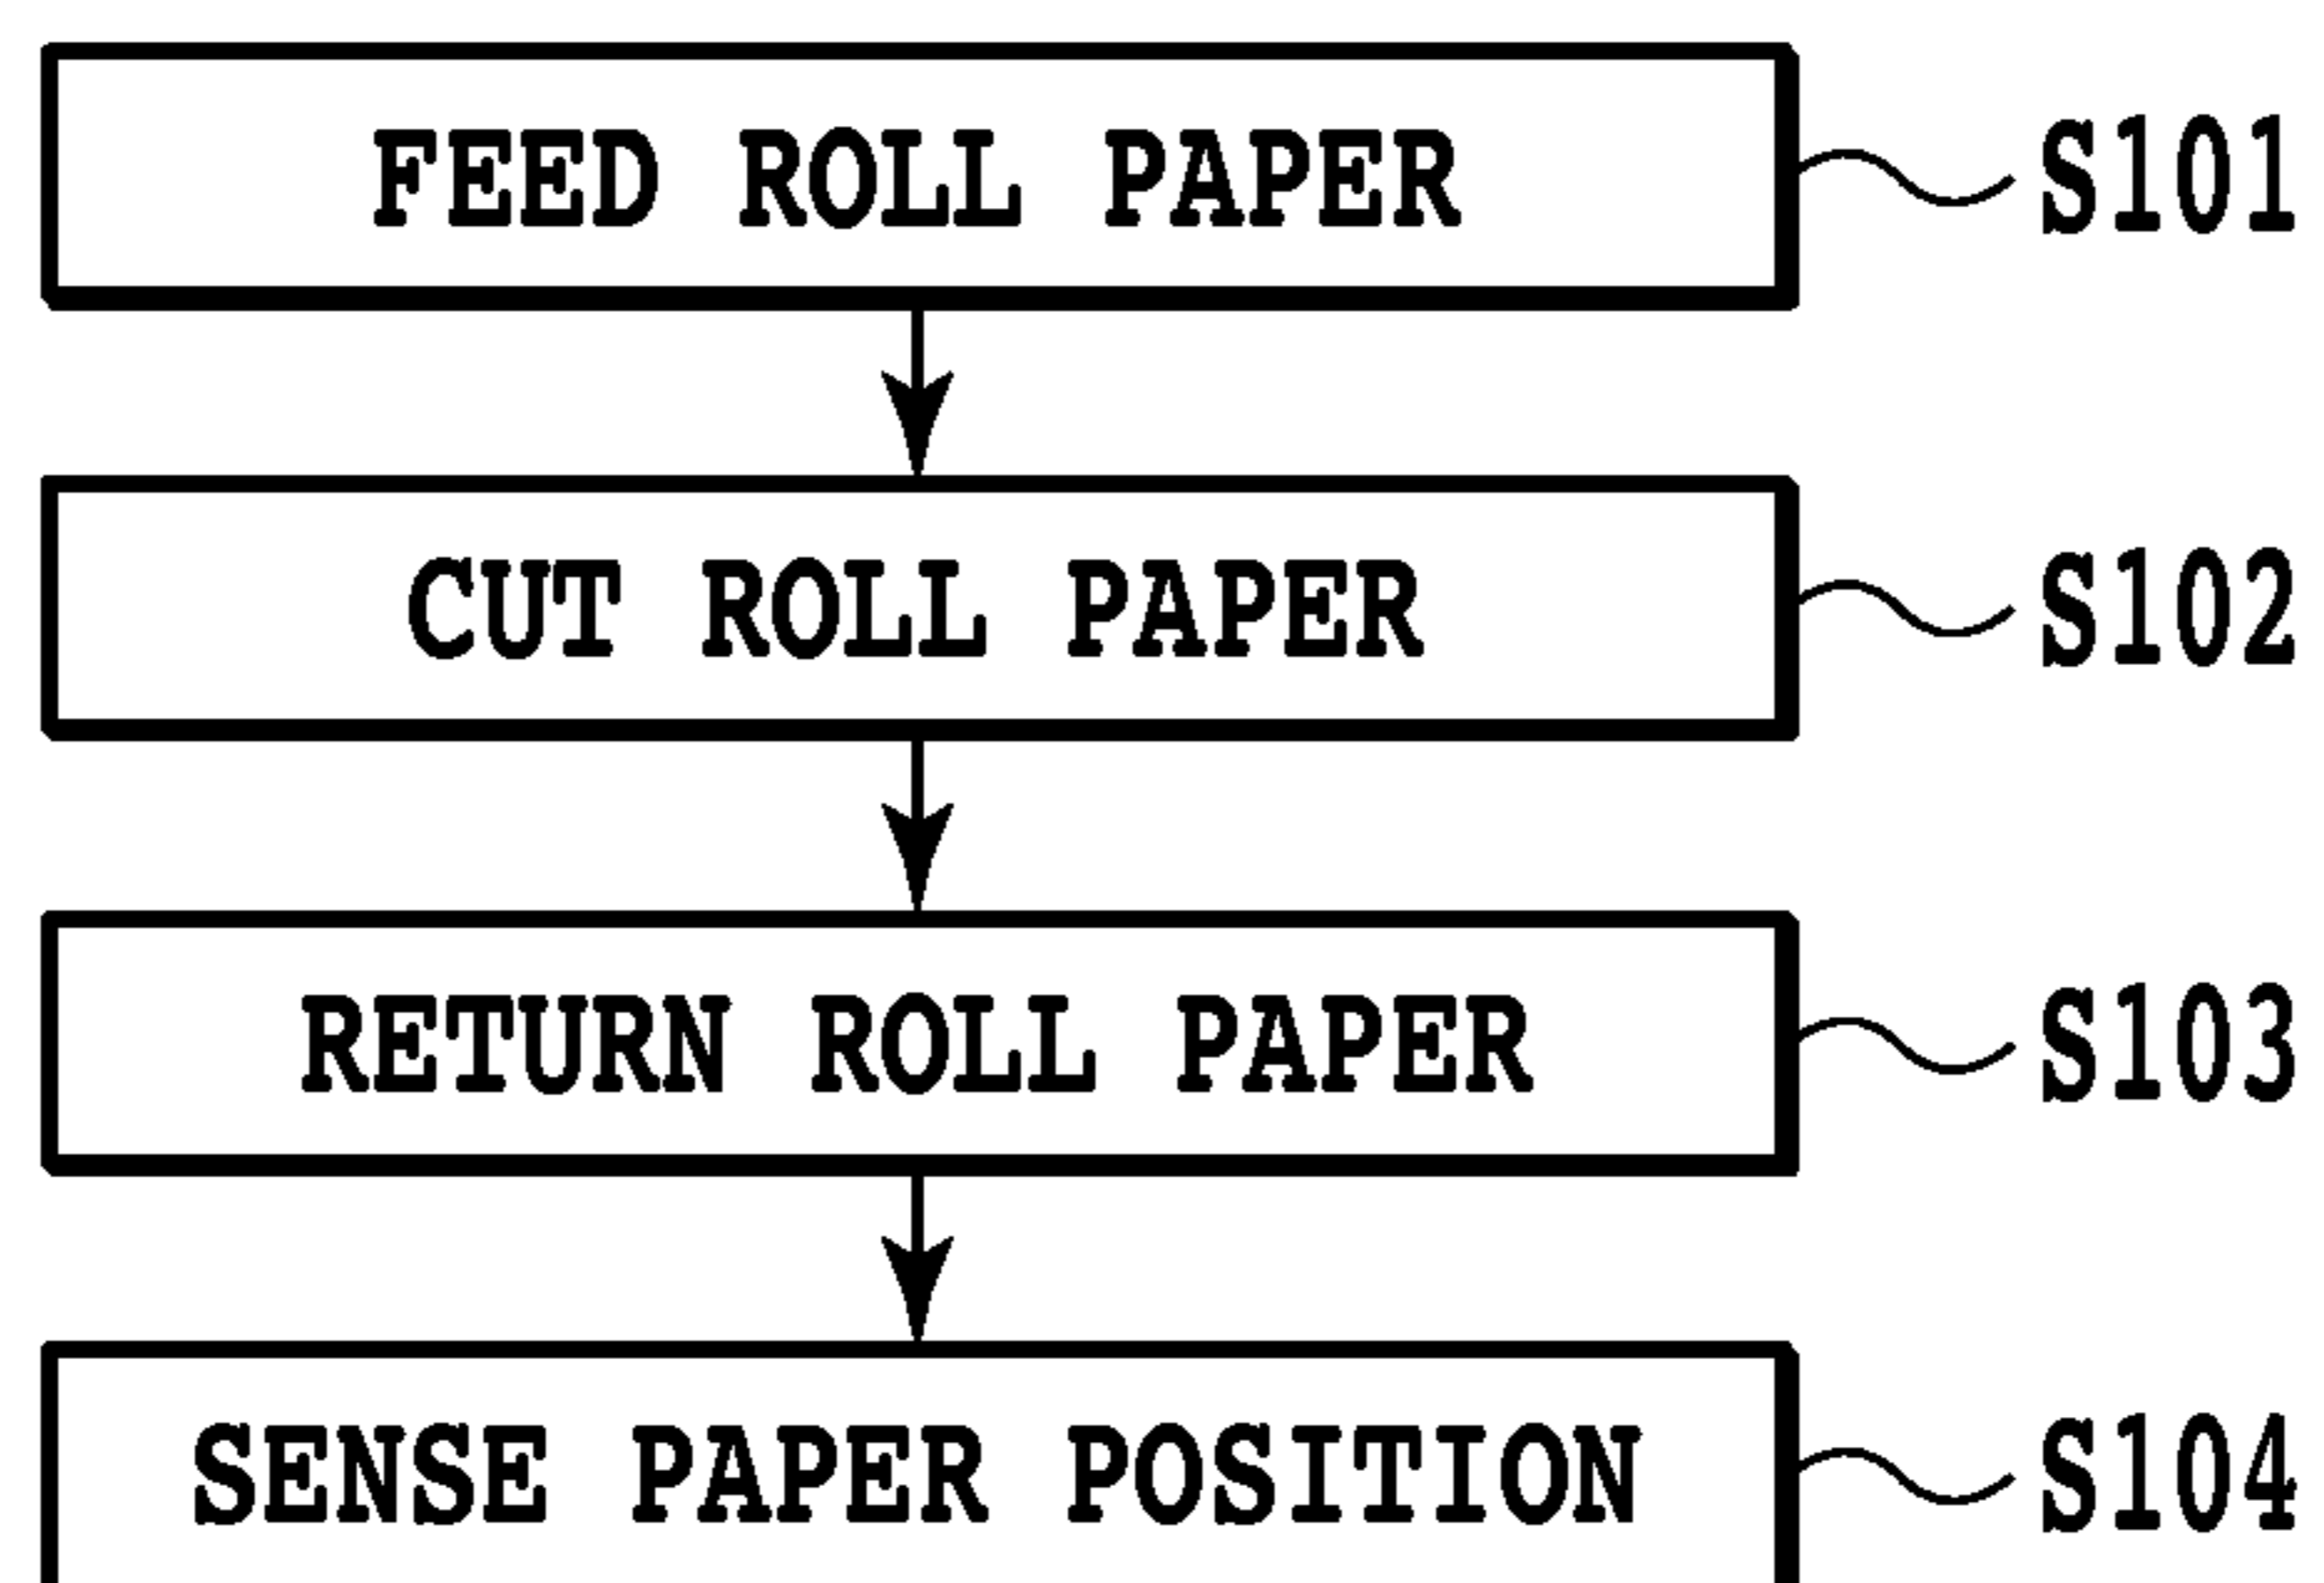 FEED ROLL PAPER S101
CUT ROLL PAPER S102
RETURN ROLL PAPER S103
SENSE PAPER POSITION S104